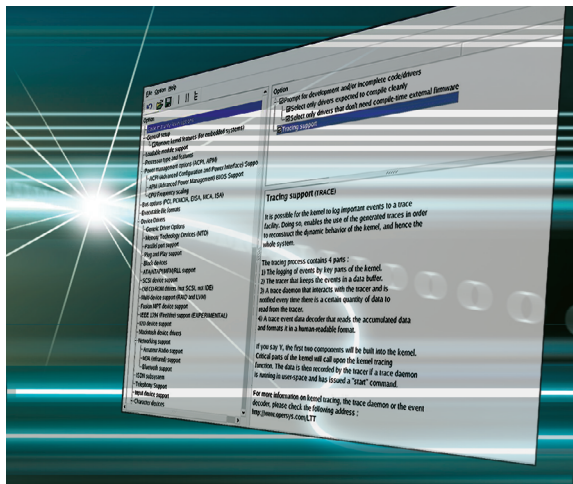 File Option Help
Option
General setup
Remove kernel features (for embedded systems)
Loadable module support
Processor type and features
Power management options (ACPI, APM)
ACPI (Advanced Configuration and Power Interface) Suppo
APM (Advanced Power Management) BIOS Support
CPU Frequency scaling
Bus options (PCI, PCMCIA, EISA, MCA, ISA)
Executable file formats
Device Drivers
Generic Driver Options
Memory Technology Devices (MTD)
Parallel port support
Plug and Play support
Block devices
ATA/ATAPI/MFM/RLL support
SCSI device support
Old CD-ROM drivers (not SCSI, not IDE)
Multi-device support (RAID and LVM)
Fusion MPT device support
IEEE 1394 (FireWire) support (EXPERIMENTAL)
I2O device support
Macintosh device drivers
Networking support
Amateur Radio support
IrDA (infrared) support
Bluetooth support
ISDN subsystem
Telephony Support
Input device support
Character devices
Option
Prompt for development and/or incomplete code/drivers
Select only drivers expected to compile cleanly
Select only drivers that don't need compile-time external firmware
Tracing support
Tracing support (TRACE)
It is possible for the kernel to log important events to a trace
facility. Doing so, enables the use of the generated traces in order
to reconstruct the dynamic behavior of the kernel, and hence the
whole system.
The tracing process contains 4 parts :
1) The logging of events by key parts of the kernel.
2) The tracer that keeps the events in a data buffer.
3) A trace daemon that interacts with the tracer and is
notified every time there is a certain quantity of data to
read from the tracer.
4) A trace event data decoder that reads the accumulated data
and formats it in a human-readable format.
If you say Y, the first two components will be built into the kernel.
Critical parts of the kernel will call upon the kernel tracing
function. The data is then recorded by the tracer if a trace daemon
is running in user-space and has issued a "start" command.
For more information on kernel tracing, the trace daemon or the event
decoder, please check the following address :
http://www.opersys.com/LTT